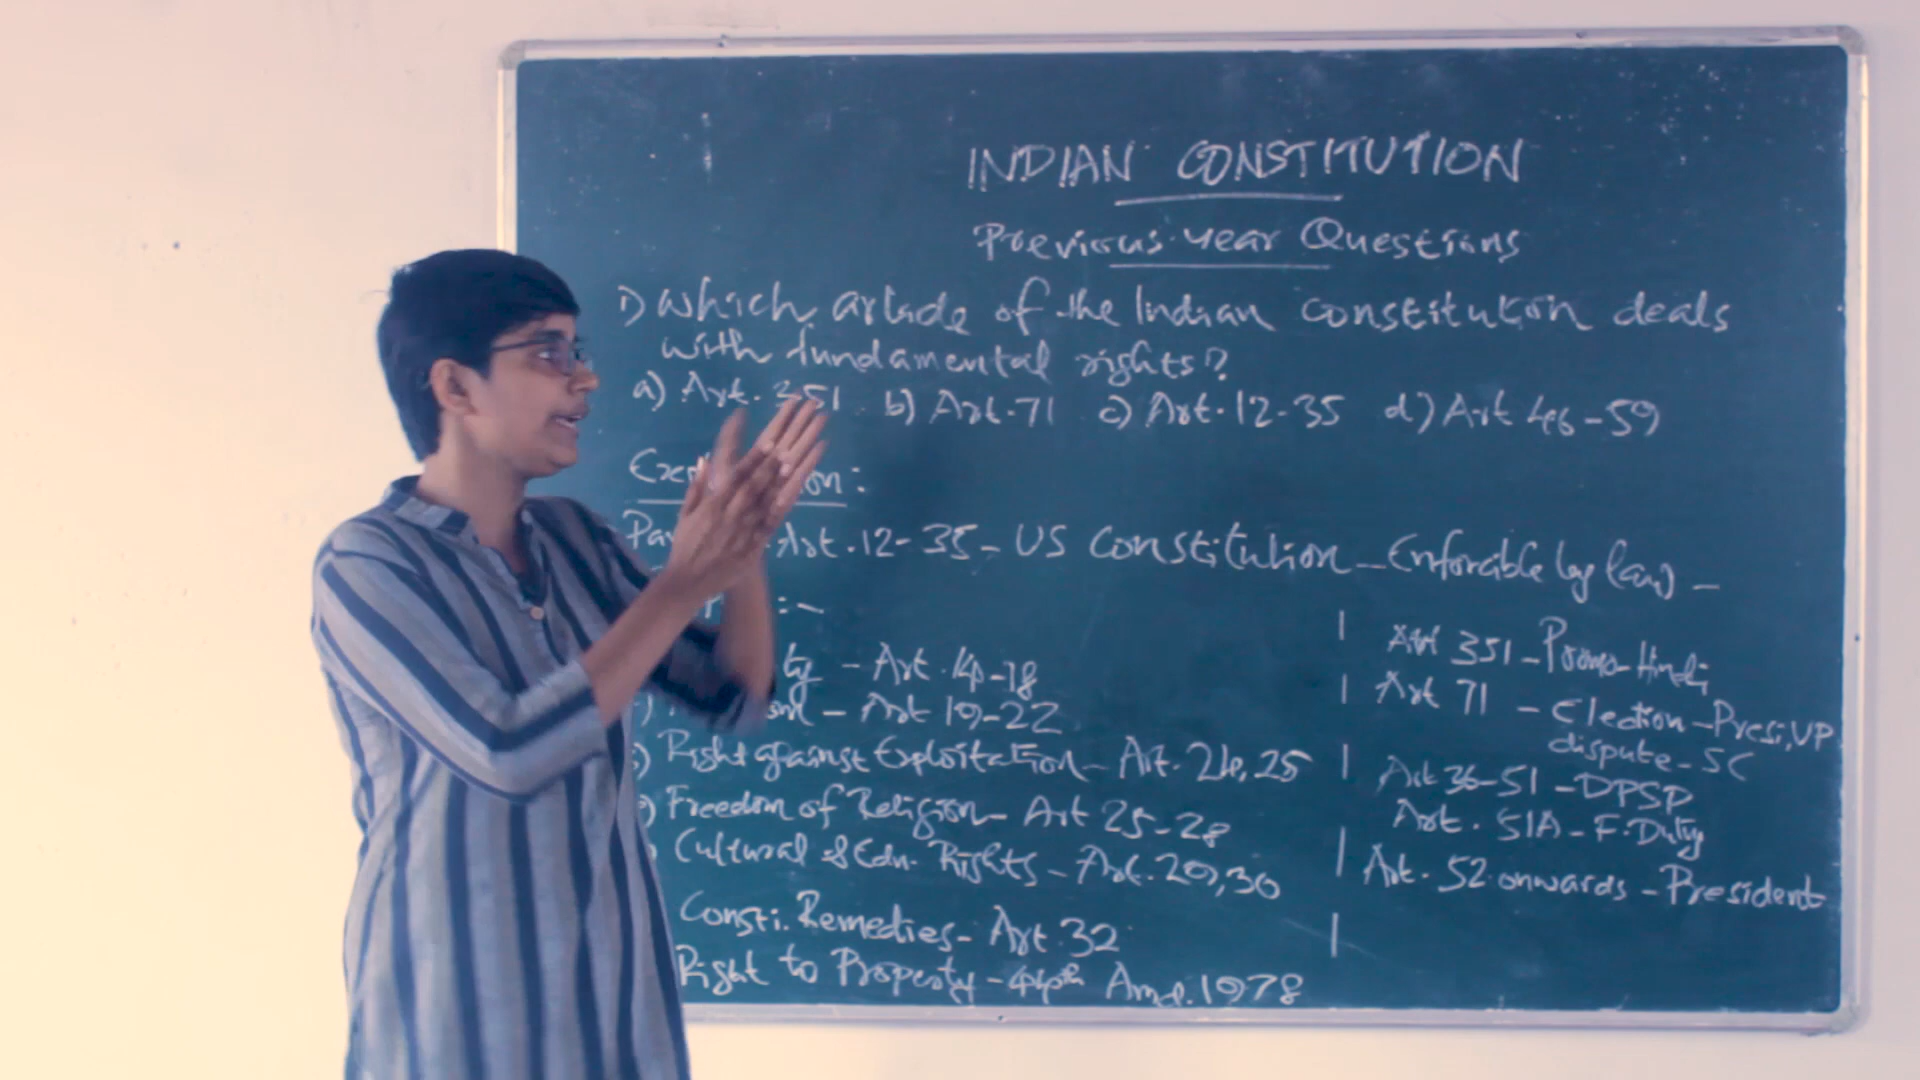 INDIAN CONSTITUTION
Previous year Questions
1) Which article of the Indian constitution deals
with fundamental rights?
a) Art. 351 b) Art. 71 c) Art. 12-35 d) Art 46-59
Art. 12-35 - US Constitution - Enforcible by law -
:-
ty - Art. 14-18
Art 19-22
Right against Exploitation - Art. 24, 25
Freedom of Religion - Art 25-28
Cultural & Edn. Rights - Art. 29, 30
Consti. Remedies - Art. 32
Right to Property - 44th Amd. 1978
Art 351 - Promo Hindi
Art 71 - Election - Presi, VP
dispute - SC
Art 36-51 - DPSP
Art. 51A - F. Duty
Art. 52 onwards - President